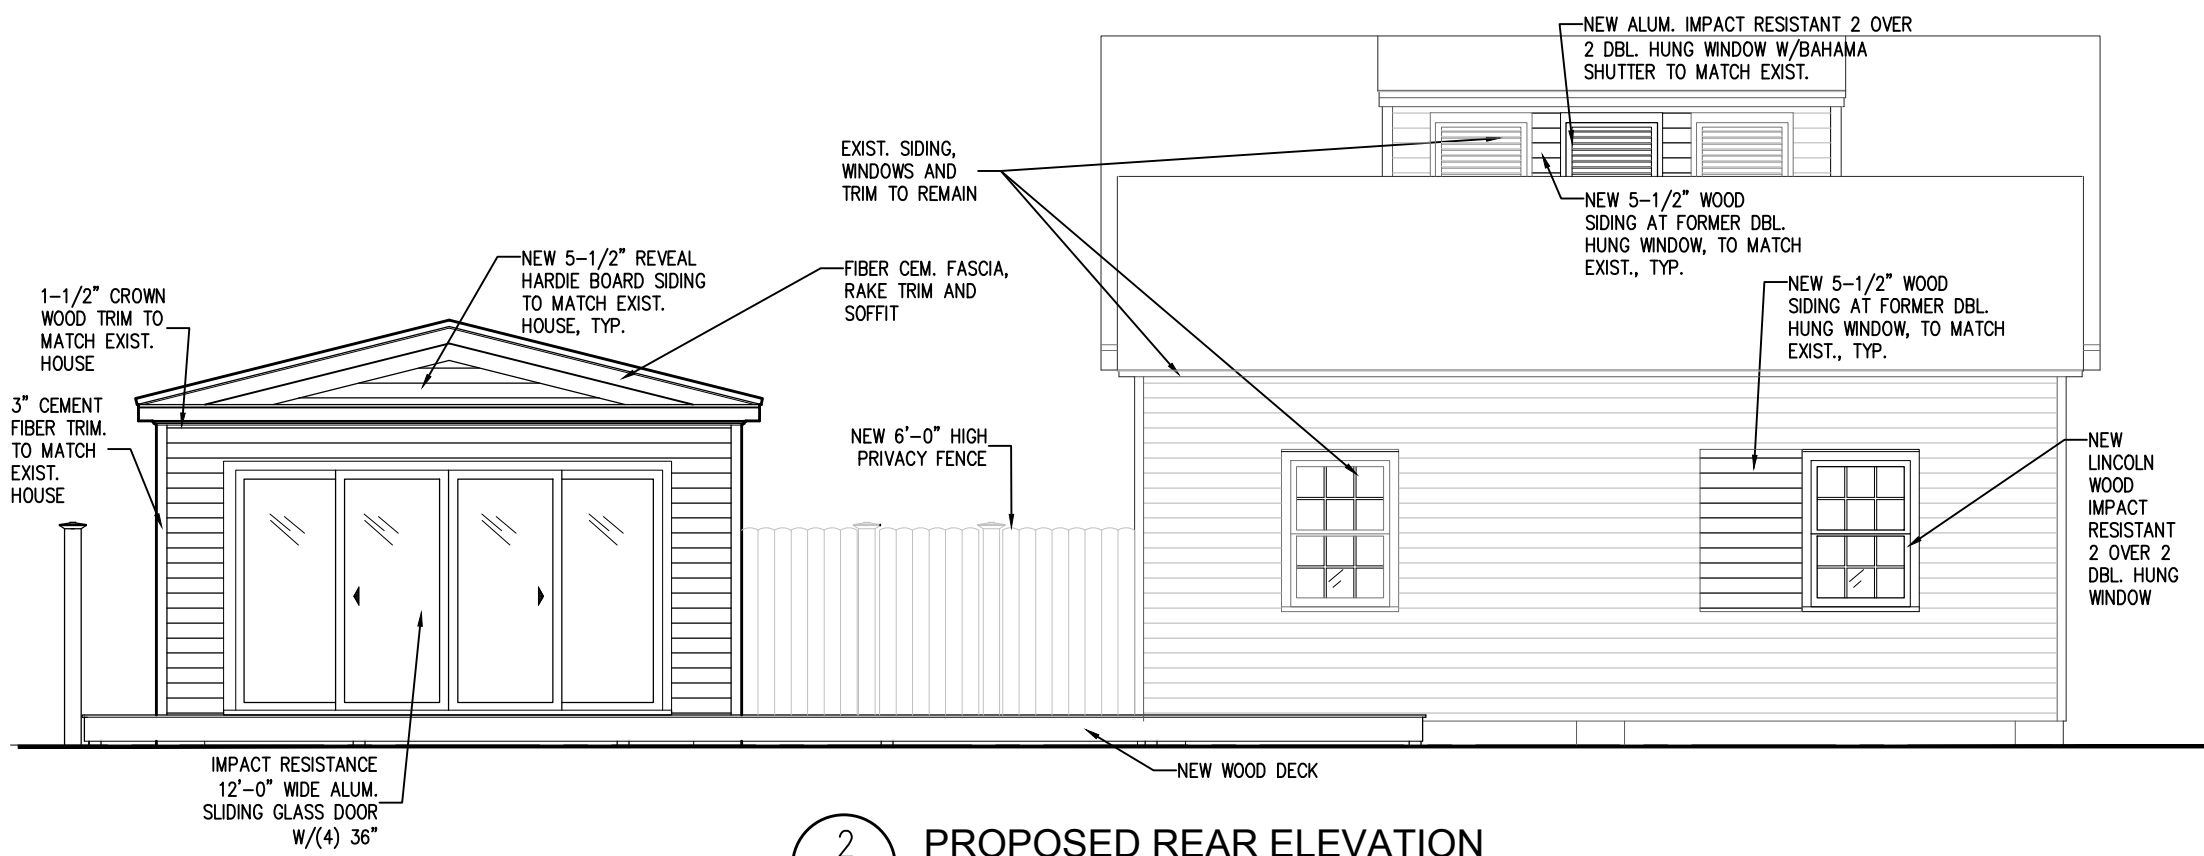 NEW ALUM. IMPACT RESISTANT 2 OVER
2 DBL. HUNG WINDOW W/BAHAMA
SHUTTER TO MATCH EXIST.
EXIST. SIDING,
WINDOWS AND
TRIM TO REMAIN
NEW 5-1/2" WOOD
SIDING AT FORMER DBL.
HUNG WINDOW, TO MATCH
EXIST., TYP.
NEW 5-1/2" REVEAL
HARDIE BOARD SIDING
TO MATCH EXIST.
HOUSE, TYP.
FIBER CEM. FASCIA,
RAKE TRIM AND
SOFFIT
NEW 5-1/2" WOOD
SIDING AT FORMER DBL.
HUNG WINDOW, TO MATCH
EXIST., TYP.
1-1/2" CROWN
WOOD TRIM TO
MATCH EXIST.
HOUSE
3" CEMENT
FIBER TRIM.
TO MATCH
EXIST.
HOUSE
NEW 6'-0" HIGH
PRIVACY FENCE
NEW
LINCOLN
WOOD
IMPACT
RESISTANT
2 OVER 2
DBL. HUNG
WINDOW
IMPACT RESISTANCE
12'-0" WIDE ALUM.
SLIDING GLASS DOOR
W/(4) 36"
NEW WOOD DECK
2
PROPOSED REAR ELEVATION